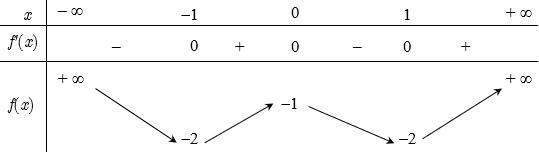 x −∞ −1 0 1 +∞
f'(x) − 0 + 0 − 0 +
+∞ +∞
f(x) −1
−2 −2